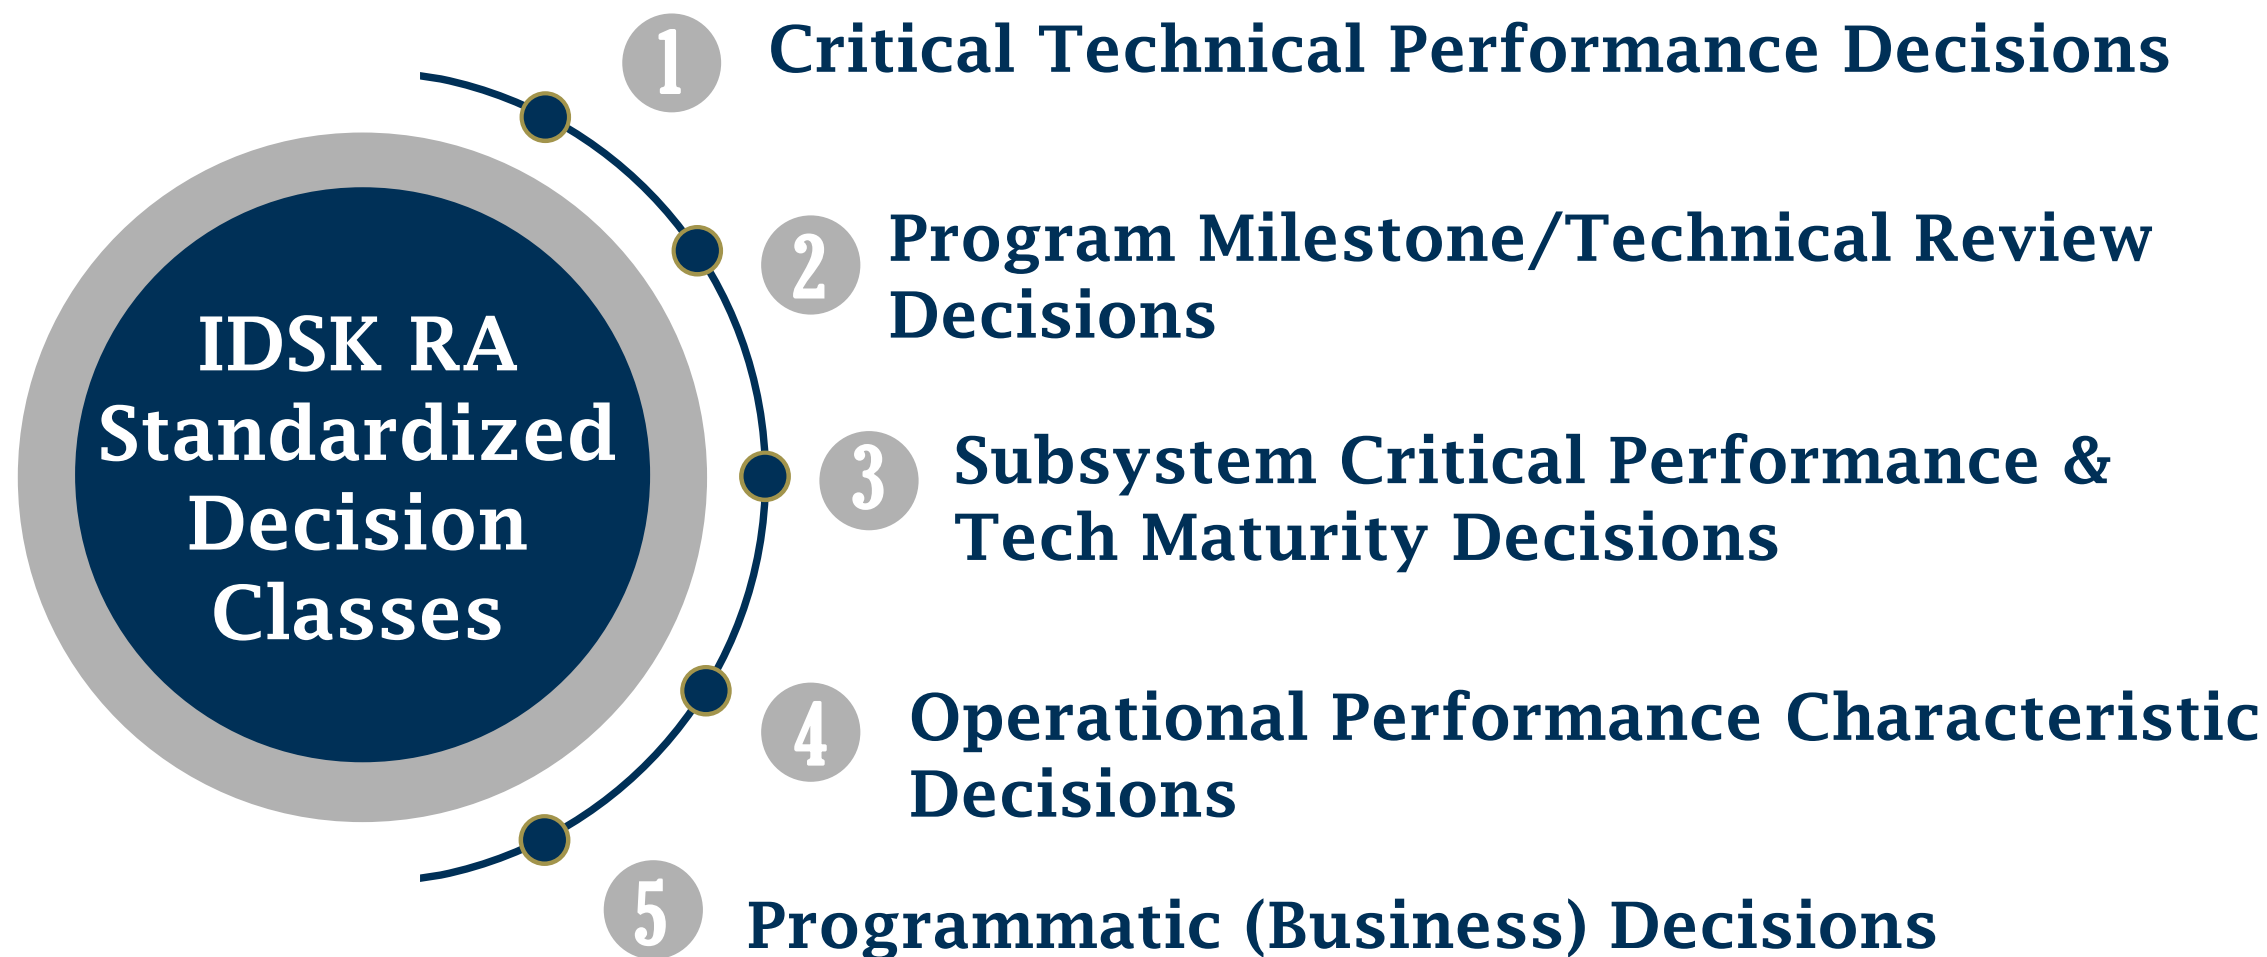 IDSK RA
Standardized
Decision
Classes
1 Critical Technical Performance Decisions
2 Program Milestone/Technical Review
Decisions
3 Subsystem Critical Performance &
Tech Maturity Decisions
4 Operational Performance Characteristic
Decisions
5 Programmatic (Business) Decisions